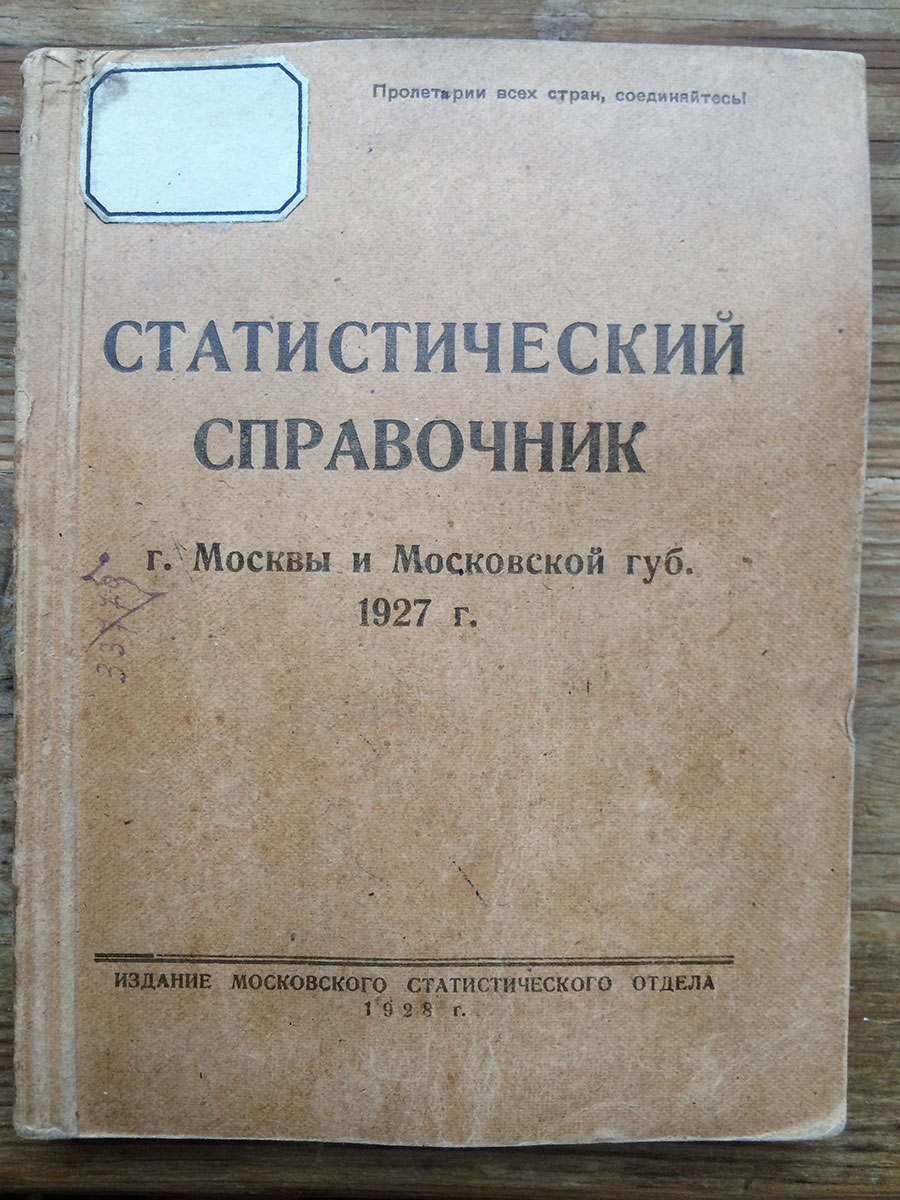 Пролетарии всех стран, соединяйтесь!
СТАТИСТИЧЕСКИЙ
СПРАВОЧНИК
г. Москвы и Московской губ.
1927 г.
ИЗДАНИЕ МОСКОВСКОГО СТАТИСТИЧЕСКОГО ОТДЕЛА
1928 г.